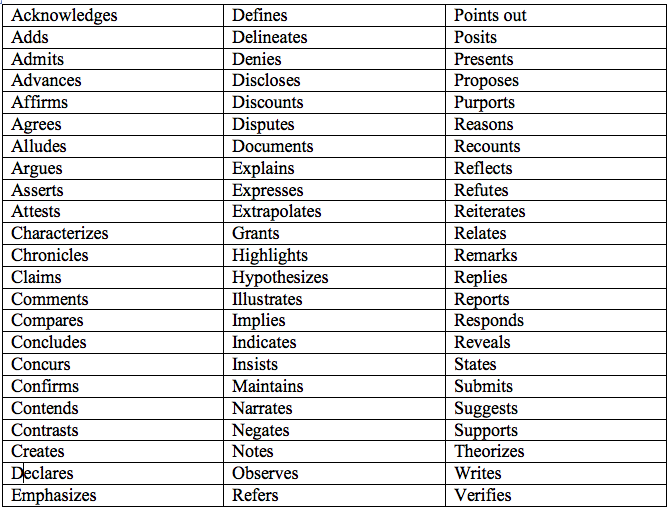 Acknowledges Defines Points out
Adds Delineates Posits
Admits Denies Presents
Advances Discloses Proposes
Affirms Discounts Purports
Agrees Disputes Reasons
Alludes Documents Recounts
Argues Explains Reflects
Asserts Expresses Refutes
Attests Extrapolates Reiterates
Characterizes Grants Relates
Chronicles Highlights Remarks
Claims Hypothesizes Replies
Comments Illustrates Reports
Compares Implies Responds
Concludes Indicates Reveals
Concurs Insists States
Confirms Maintains Submits
Contends Narrates Suggests
Contrasts Negates Supports
Creates Notes Theorizes
Declares Observes Writes
Emphasizes Refers Verifies